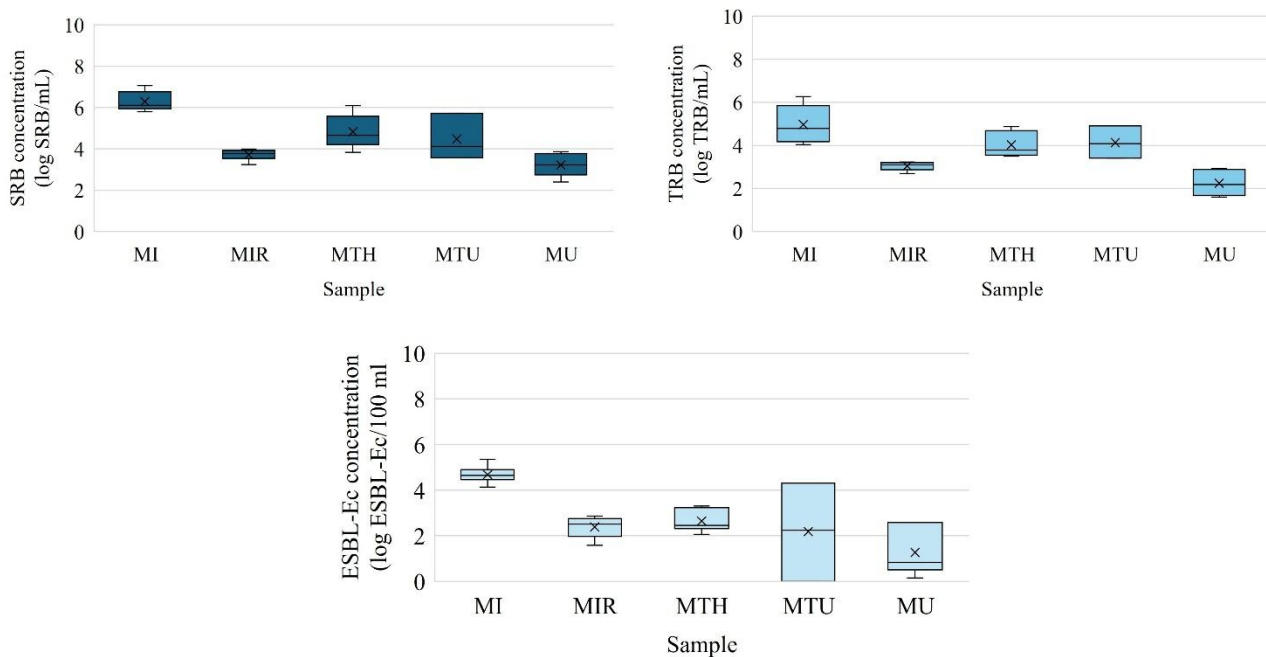 SRB concentration
(log SRB/mL)
10
8
6
4
2
0
MI MIR MTH MTU MU
Sample
TRB concentration
(log TRB/mL)
10
8
6
4
2
0
MI MIR MTH MTU MU
Sample
ESBL-Ec concentration
(log ESBL-Ec/100 ml
10
8
6
4
2
0
MI MIR MTH MTU MU
Sample